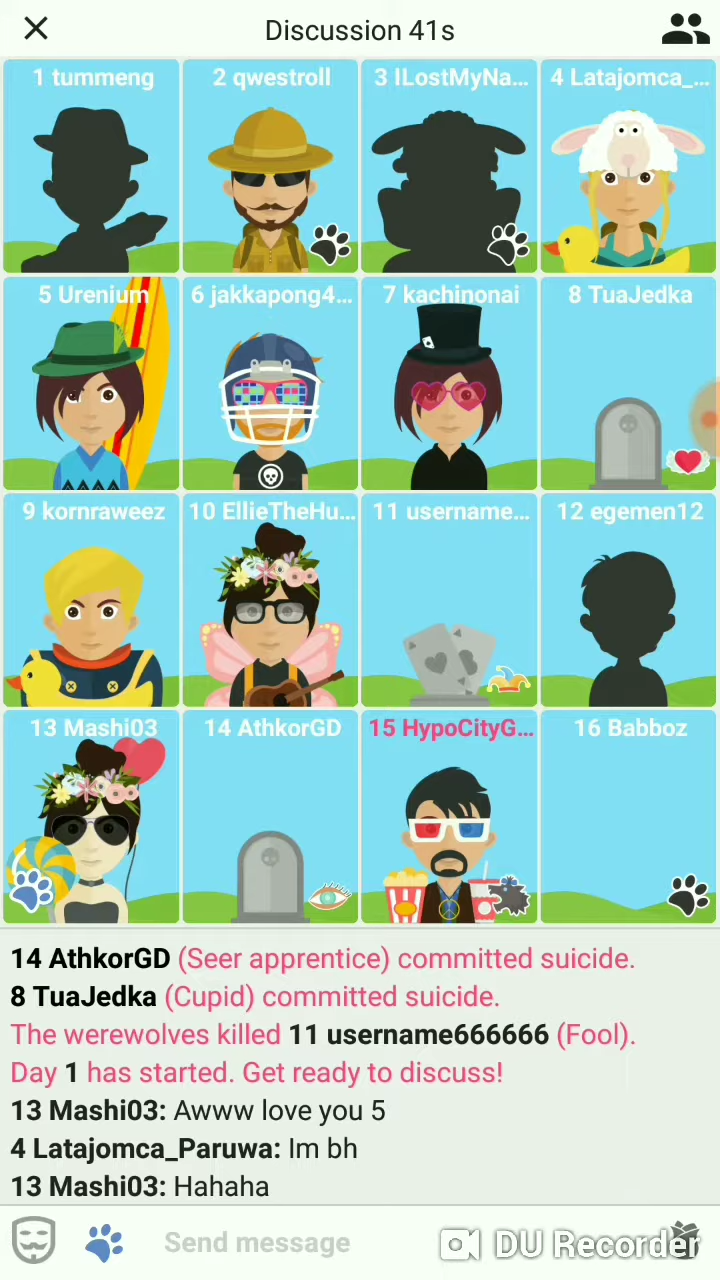 Discussion 41s
1 tummeng
2 qwestroll
3 ILostMyNa...
4 Latajomca_...
5 Urenium
6 jakkapong4...
7 kachinonai
8 TuaJedka
9 kornraweez
10 EllieTheHu...
11 username...
12 egemen12
13 Mashi03
14 AthkorGD
15 HypoCityG...
16 Babboz
14 AthkorGD (Seer apprentice) committed suicide.
8 TuaJedka (Cupid) committed suicide.
The werewolves killed 11 username666666 (Fool).
Day 1 has started. Get ready to discuss!
13 Mashi03: Awww love you 5
4 Latajomca_Paruwa: Im bh
13 Mashi03: Hahaha
Send message
DU Recorder